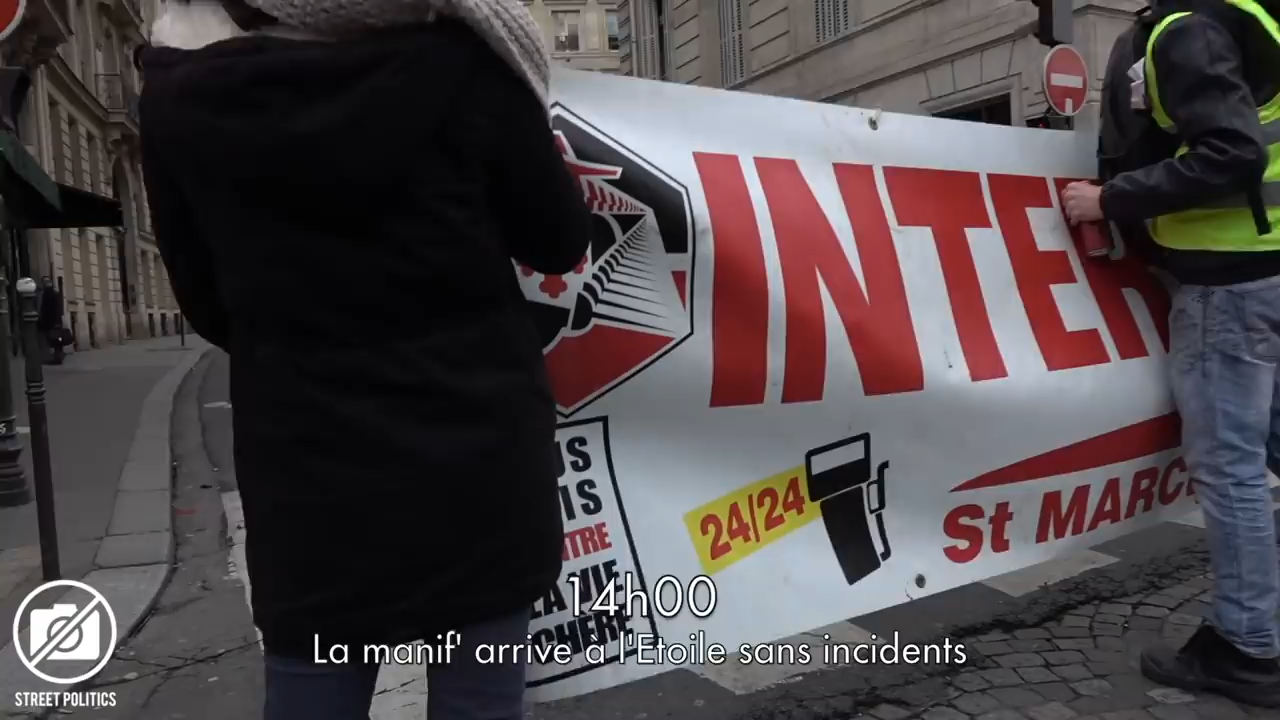 INTER
US
IS
TRE
LA VIE
CHÈRE
24/24
St MARC
14h00
La manif' arrive à l'Etoile sans incidents
STREET POLITICS